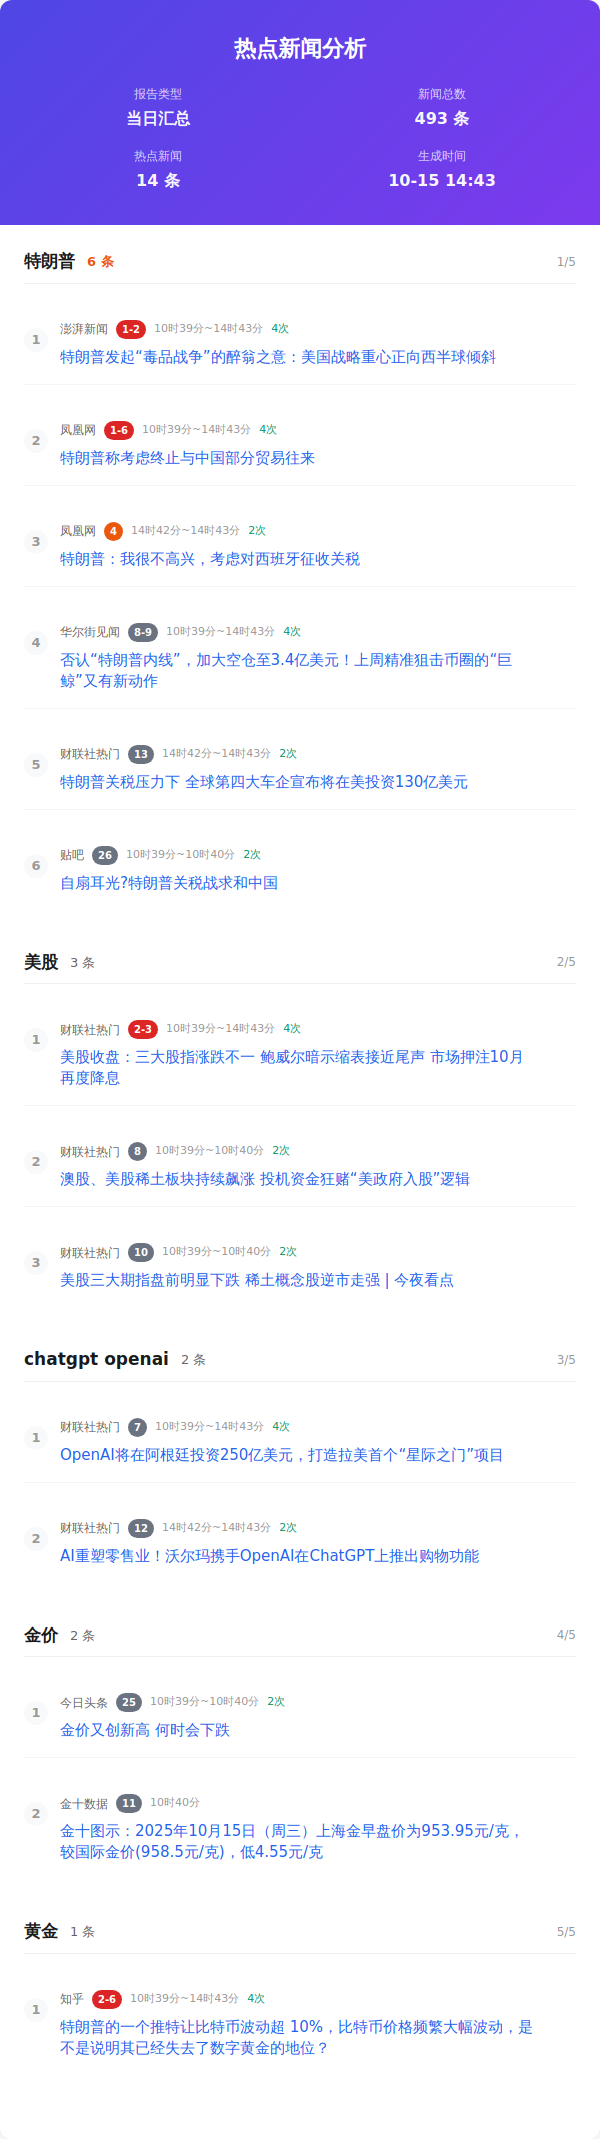 热点新闻分析
报告类型
新闻总数
当日汇总
493 条
热点新闻
生成时间
14 条
10-15 14:43
特朗普 6 条 1/5
1 澎湃新闻 1-2 10时39分~14时43分 4次
特朗普发起“毒品战争”的醉翁之意：美国战略重心正向西半球倾斜
2 凤凰网 1-6 10时39分~14时43分 4次
特朗普称考虑终止与中国部分贸易往来
3 凤凰网 4 14时42分~14时43分 2次
特朗普：我很不高兴，考虑对西班牙征收关税
4 华尔街见闻 8-9 10时39分~14时43分 4次
否认“特朗普内线”，加大空仓至3.4亿美元！上周精准狙击币圈的“巨
鲸”又有新动作
5 财联社热门 13 14时42分~14时43分 2次
特朗普关税压力下 全球第四大车企宣布将在美投资130亿美元
6 贴吧 26 10时39分~10时40分 2次
自扇耳光?特朗普关税战求和中国
美股 3 条 2/5
1 财联社热门 2-3 10时39分~14时43分 4次
美股收盘：三大股指涨跌不一 鲍威尔暗示缩表接近尾声 市场押注10月
再度降息
2 财联社热门 8 10时39分~10时40分 2次
澳股、美股稀土板块持续飙涨 投机资金狂赌“美政府入股”逻辑
3 财联社热门 10 10时39分~10时40分 2次
美股三大期指盘前明显下跌 稀土概念股逆市走强 | 今夜看点
chatgpt openai 2 条 3/5
1 财联社热门 7 10时39分~14时43分 4次
OpenAI将在阿根廷投资250亿美元，打造拉美首个“星际之门”项目
2 财联社热门 12 14时42分~14时43分 2次
AI重塑零售业！沃尔玛携手OpenAI在ChatGPT上推出购物功能
金价 2 条 4/5
1 今日头条 25 10时39分~10时40分 2次
金价又创新高 何时会下跌
2 金十数据 11 10时40分
金十图示：2025年10月15日（周三）上海金早盘价为953.95元/克，
较国际金价(958.5元/克)，低4.55元/克
黄金 1 条 5/5
1 知乎 2-6 10时39分~14时43分 4次
特朗普的一个推特让比特币波动超 10%，比特币价格频繁大幅波动，是
不是说明其已经失去了数字黄金的地位？